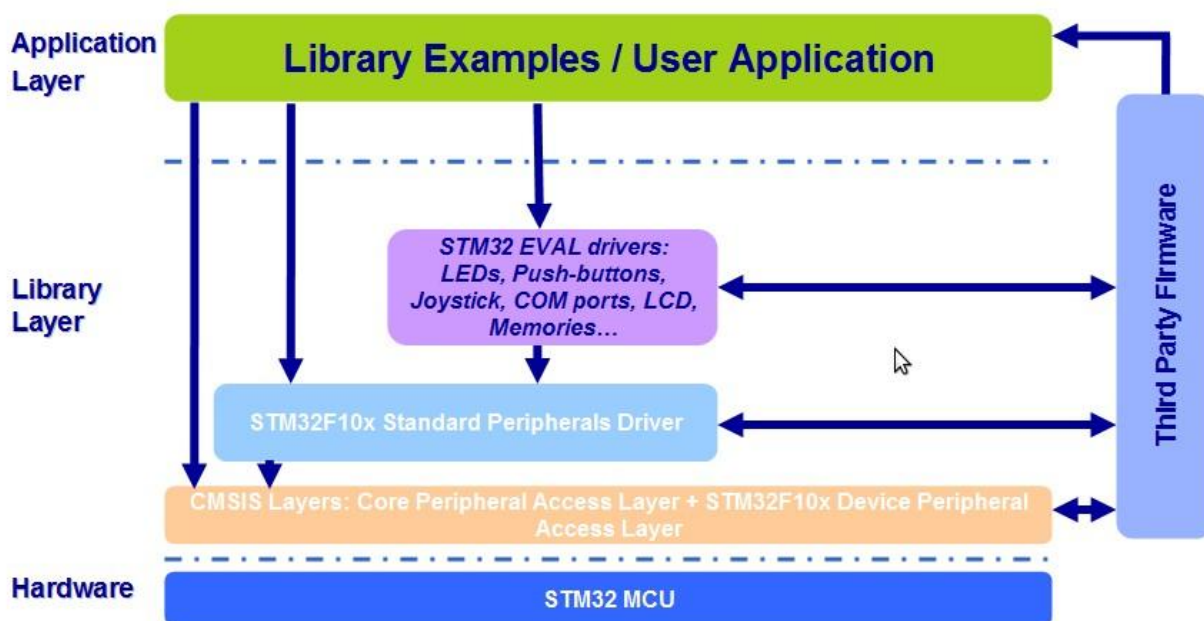 Application
Layer
Library Examples / User Application
STM32 EVAL drivers:
LEDs, Push-buttons,
Joystick, COM ports, LCD,
Memories…
Library
Layer
Third Party Firmware
STM32F10x Standard Peripherals Driver
CMSIS Layers: Core Peripheral Access Layer + STM32F10x Device Peripheral
Access Layer
Hardware
STM32 MCU